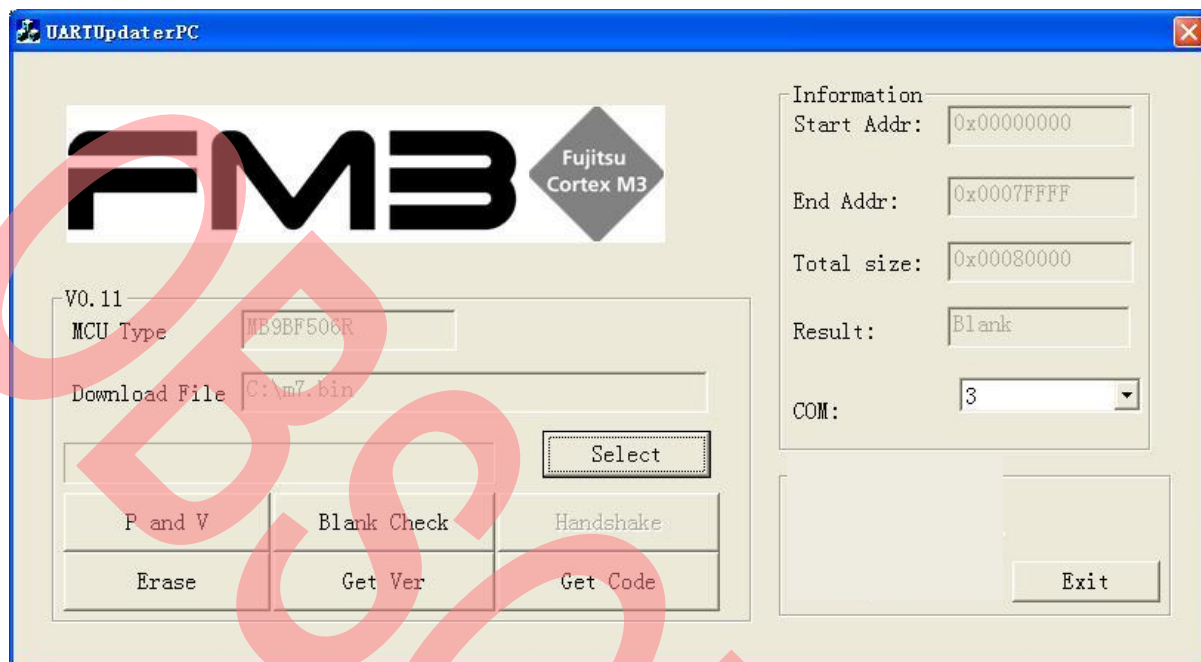 UARTUpdaterPC
FM3
Fujitsu
Cortex M3
V0.11
MCU Type MB9BF506R
Download File C:\m7.bin
Select
P and V Blank Check Handshake
Erase Get Ver Get Code
Information
Start Addr: 0x00000000
End Addr: 0x0007FFFF
Total size: 0x00080000
Result: Blank
COM: 3
Exit